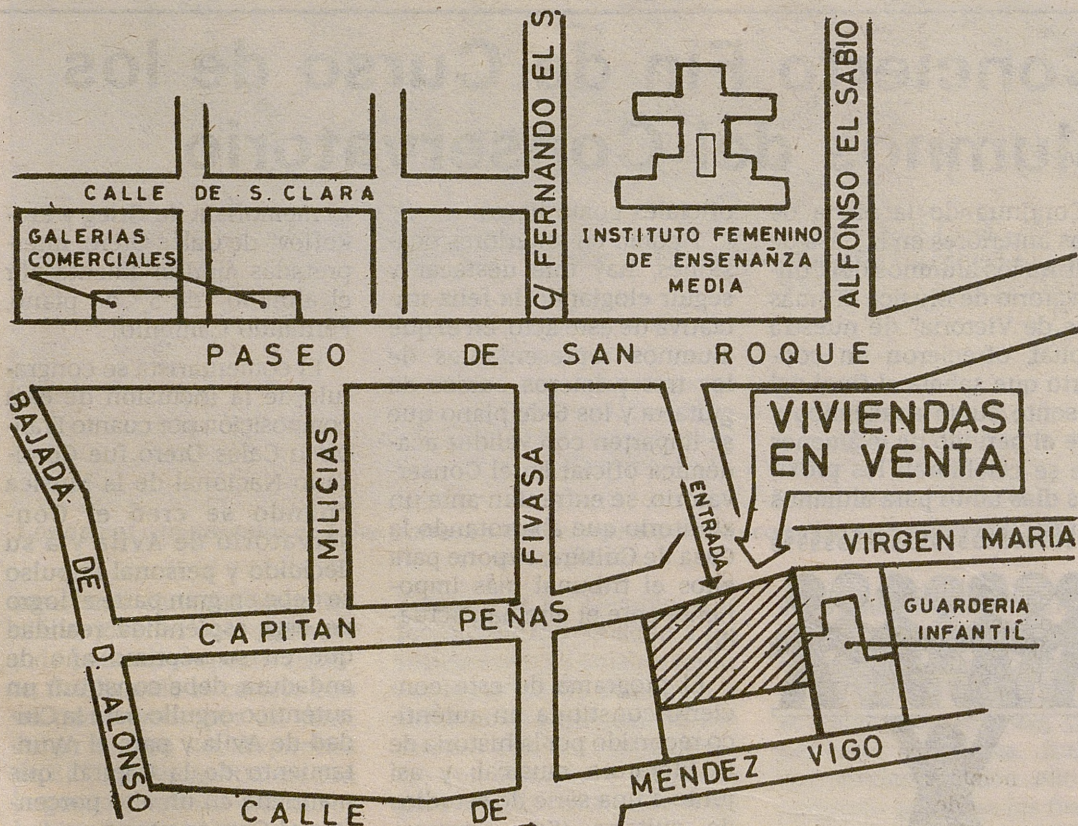 C/ FERNANDO EL S.
ALFONSO EL SABIO
CALLE DE S. CLARA
GALERIAS
COMERCIALES
INSTITUTO FEMENINO
DE ENSENAÑZA
MEDIA
PASEO DE SAN ROQUE
BAJADA DE D. ALONSO
MILICIAS
FIVASA
ENTRADA
VIVIENDAS
EN VENTA
VIRGEN MARIA
CAPITAN PEÑAS
GUARDERIA
INFANTIL
MENDEZ VIGO
CALLE DE